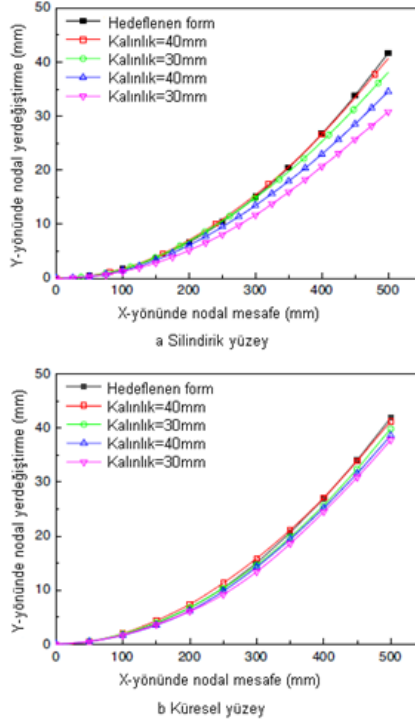 50
40
30
20
10
0
Y-yönünde nodal yerdeğiştirme (mm)
Hedeflenen form
Kalınlık=40mm
Kalınlık=30mm
Kalınlık=40mm
Kalınlık=30mm
0 100 200 300 400 500
X-yönünde nodal mesafe (mm)
a Silindirik yüzey
50
40
30
20
10
0
Y-yönünde nodal yerdeğiştirme (mm)
Hedeflenen form
Kalınlık=40mm
Kalınlık=30mm
Kalınlık=40mm
Kalınlık=30mm
0 100 200 300 400 500
X-yönünde nodal mesafe (mm)
b Küresel yüzey